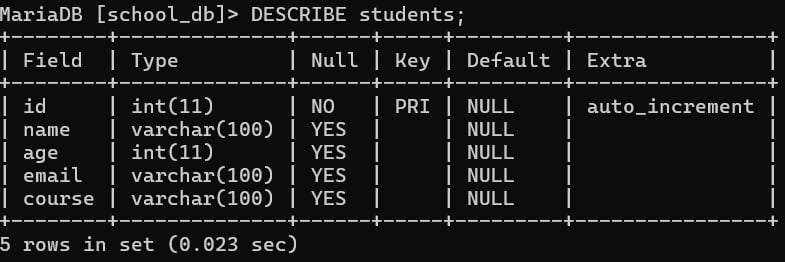 MariaDB [school_db]> DESCRIBE students;
+--------+--------------+------+-----+---------+----------------+
| Field  | Type         | Null | Key | Default | Extra          |
+--------+--------------+------+-----+---------+----------------+
| id     | int(11)      | NO   | PRI | NULL    | auto_increment |
| name   | varchar(100) | YES  |     | NULL    |                |
| age    | int(11)      | YES  |     | NULL    |                |
| email  | varchar(100) | YES  |     | NULL    |                |
| course | varchar(100) | YES  |     | NULL    |                |
+--------+--------------+------+-----+---------+----------------+
5 rows in set (0.023 sec)